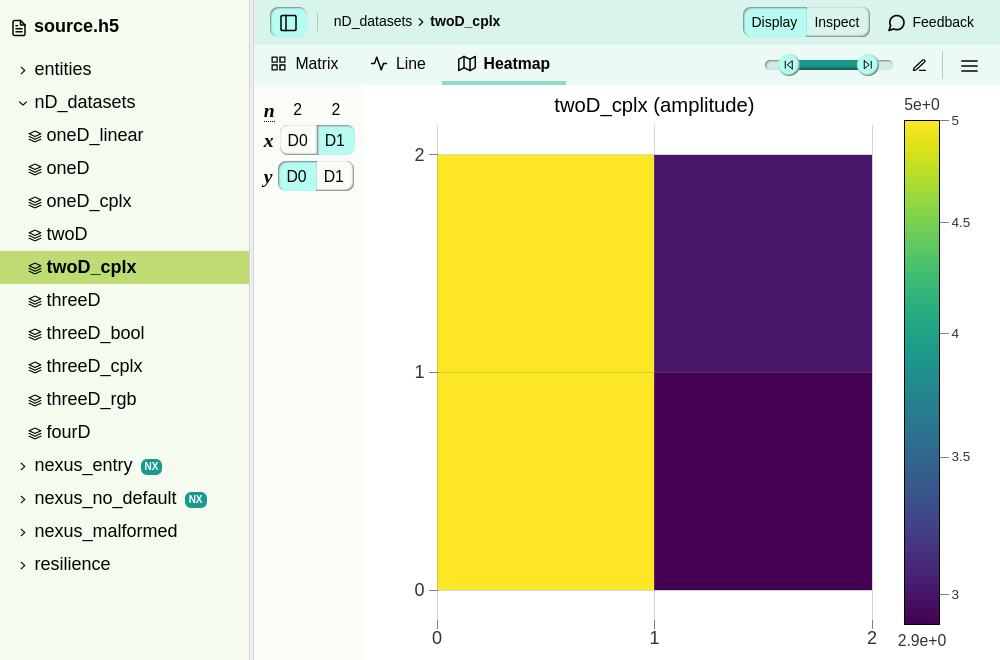 source.h5
entities
nD_datasets
oneD_linear
oneD
oneD_cplx
twoD
twoD_cplx
threeD
threeD_bool
threeD_cplx
threeD_rgb
fourD
nexus_entry NX
nexus_no_default NX
nexus_malformed
resilience
nD_datasets › twoD_cplx
Display Inspect Feedback
Matrix Line Heatmap
n 2 2
x D0 D1
y D0 D1
twoD_cplx (amplitude)
2
1
0
0 1 2
5e+0
5
4.5
4
3.5
3
2.9e+0